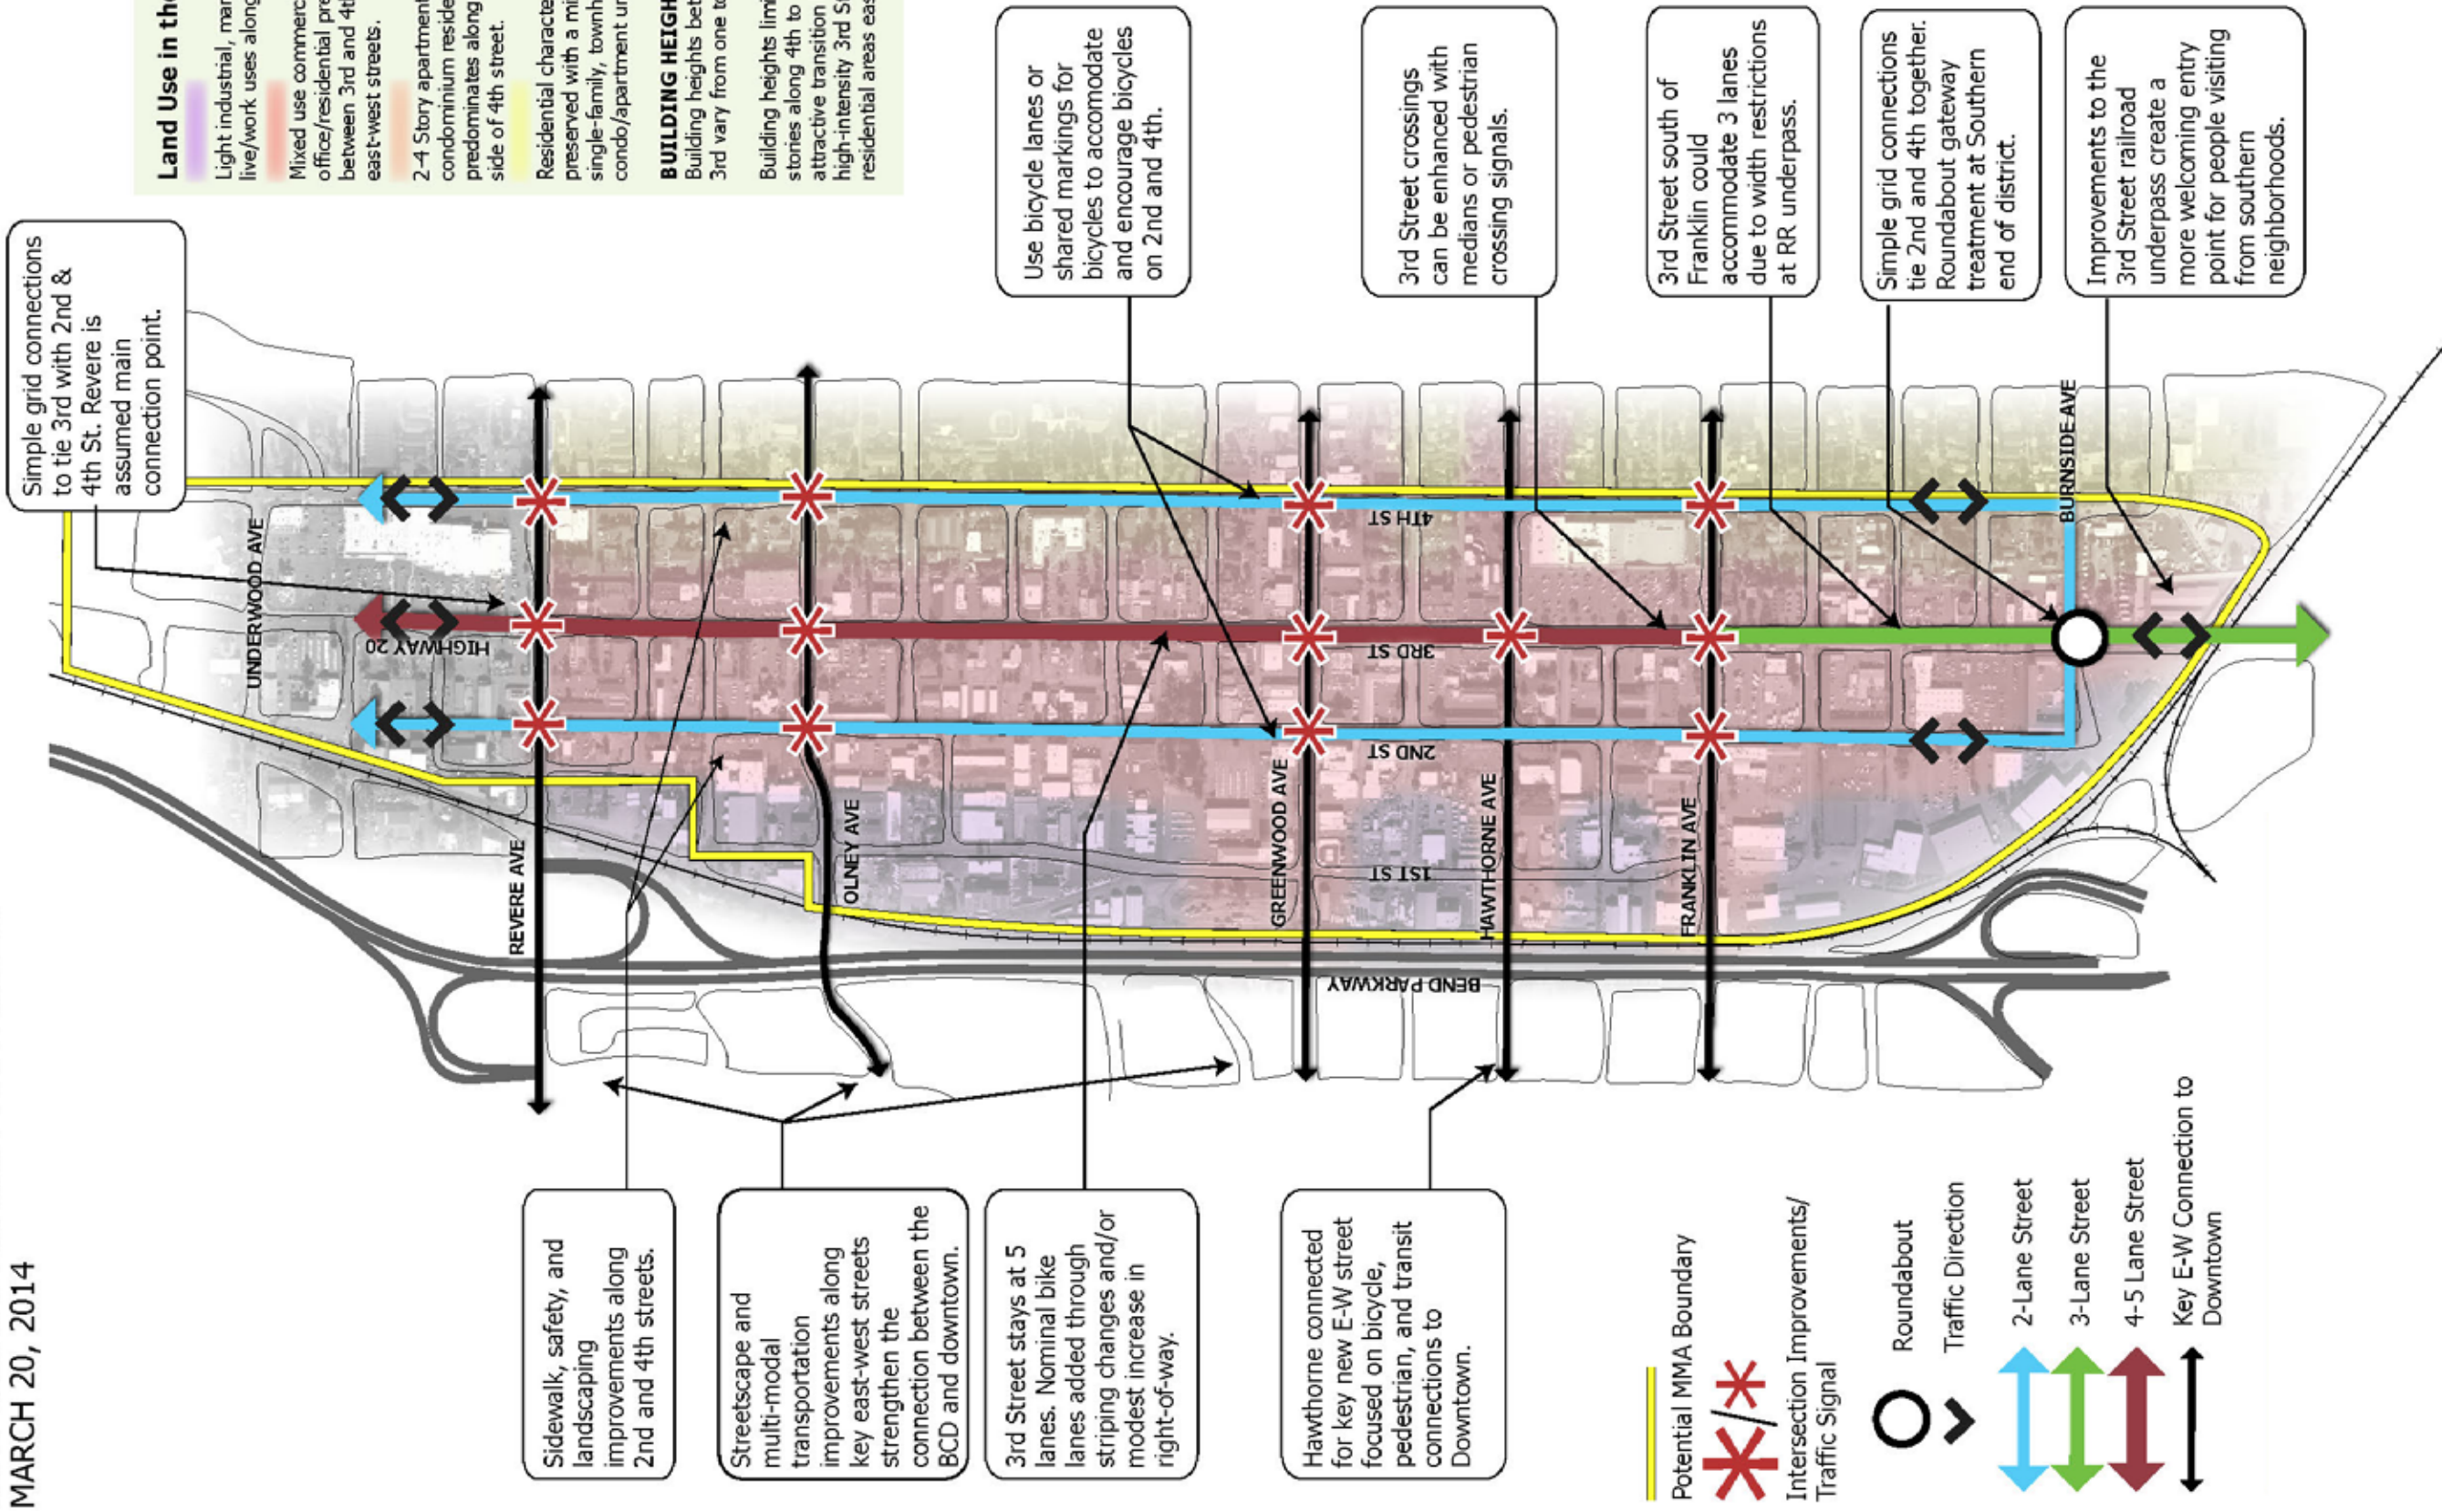 MARCH 20, 2014
Simple grid connections
to tie 3rd with 2nd &
4th St. Revere is
assumed main
connection point.
Land Use in the
Light industrial, mar
live/work uses along
Mixed use commerc
office/residential pre
between 3rd and 4t
east-west streets.
2-4 Story apartment
condominium reside
predominates along
side of 4th street.
Residential characte
preserved with a mi
single-family, townh
condo/apartment ur
BUILDING HEIGH
Building heights bet
3rd vary from one to
Building heights limi
stories along 4th to
attractive transition
high-intensity 3rd S
residential areas eas
Sidewalk, safety, and
landscaping
improvements along
2nd and 4th streets.
Streetscape and
multi-modal
transportation
improvements along
key east-west streets
strengthen the
connection between the
BCD and downtown.
3rd Street stays at 5
lanes. Nominal bike
lanes added through
striping changes and/or
modest increase in
right-of-way.
Hawthorne connected
for key new E-W street
focused on bicycle,
pedestrian, and transit
connections to
Downtown.
UNDERWOOD AVE
HIGHWAY 20
REVERE AVE
OLNEY AVE
GREENWOOD AVE
HAWTHORNE AVE
FRANKLIN AVE
BURNSIDE AVE
BEND PARKWAY
1ST ST
2ND ST
3RD ST
4TH ST
Use bicycle lanes or
shared markings for
bicycles to accomodate
and encourage bicycles
on 2nd and 4th.
3rd Street crossings
can be enhanced with
medians or pedestrian
crossing signals.
3rd Street south of
Franklin could
accommodate 3 lanes
due to width restrictions
at RR underpass.
Simple grid connections
tie 2nd and 4th together.
Roundabout gateway
treatment at Southern
end of district.
Improvements to the
3rd Street railroad
underpass create a
more welcoming entry
point for people visiting
from southern
neighborhoods.
Potential MMA Boundary
Intersection Improvements/
Traffic Signal
Roundabout
Traffic Direction
2-Lane Street
3-Lane Street
4-5 Lane Street
Key E-W Connection to
Downtown